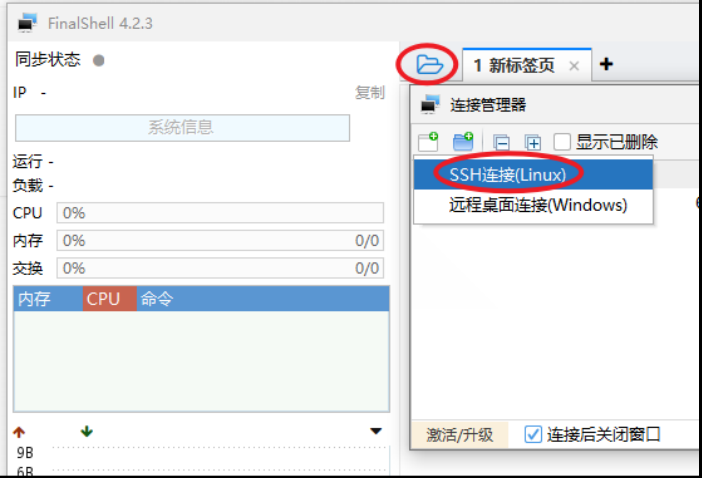 FinalShell 4.2.3
同步状态
IP -
复制
系统信息
运行 -
负载 -
CPU 0%
内存 0% 0/0
交换 0% 0/0
内存 CPU 命令
9B
6B
1 新标签页
连接管理器
显示已删除
SSH连接(Linux)
远程桌面连接(Windows)
激活/升级 连接后关闭窗口